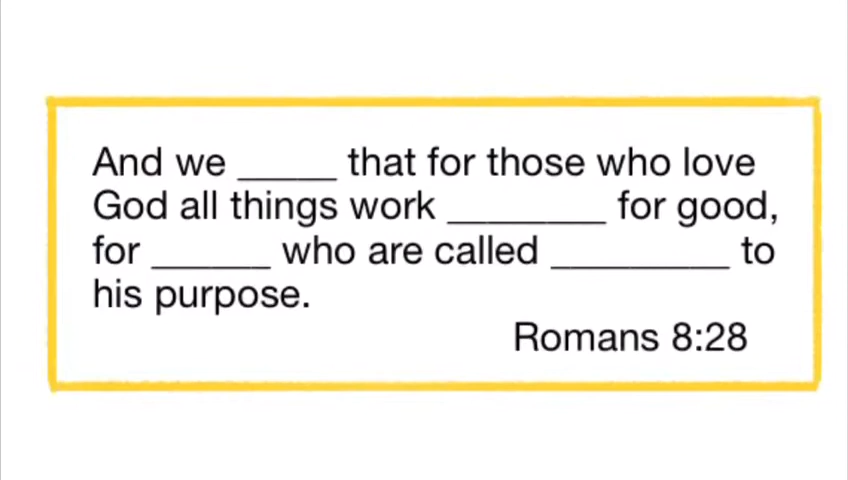 And we _____ that for those who love
God all things work ________ for good,
for ______ who are called _________ to
his purpose.
Romans 8:28